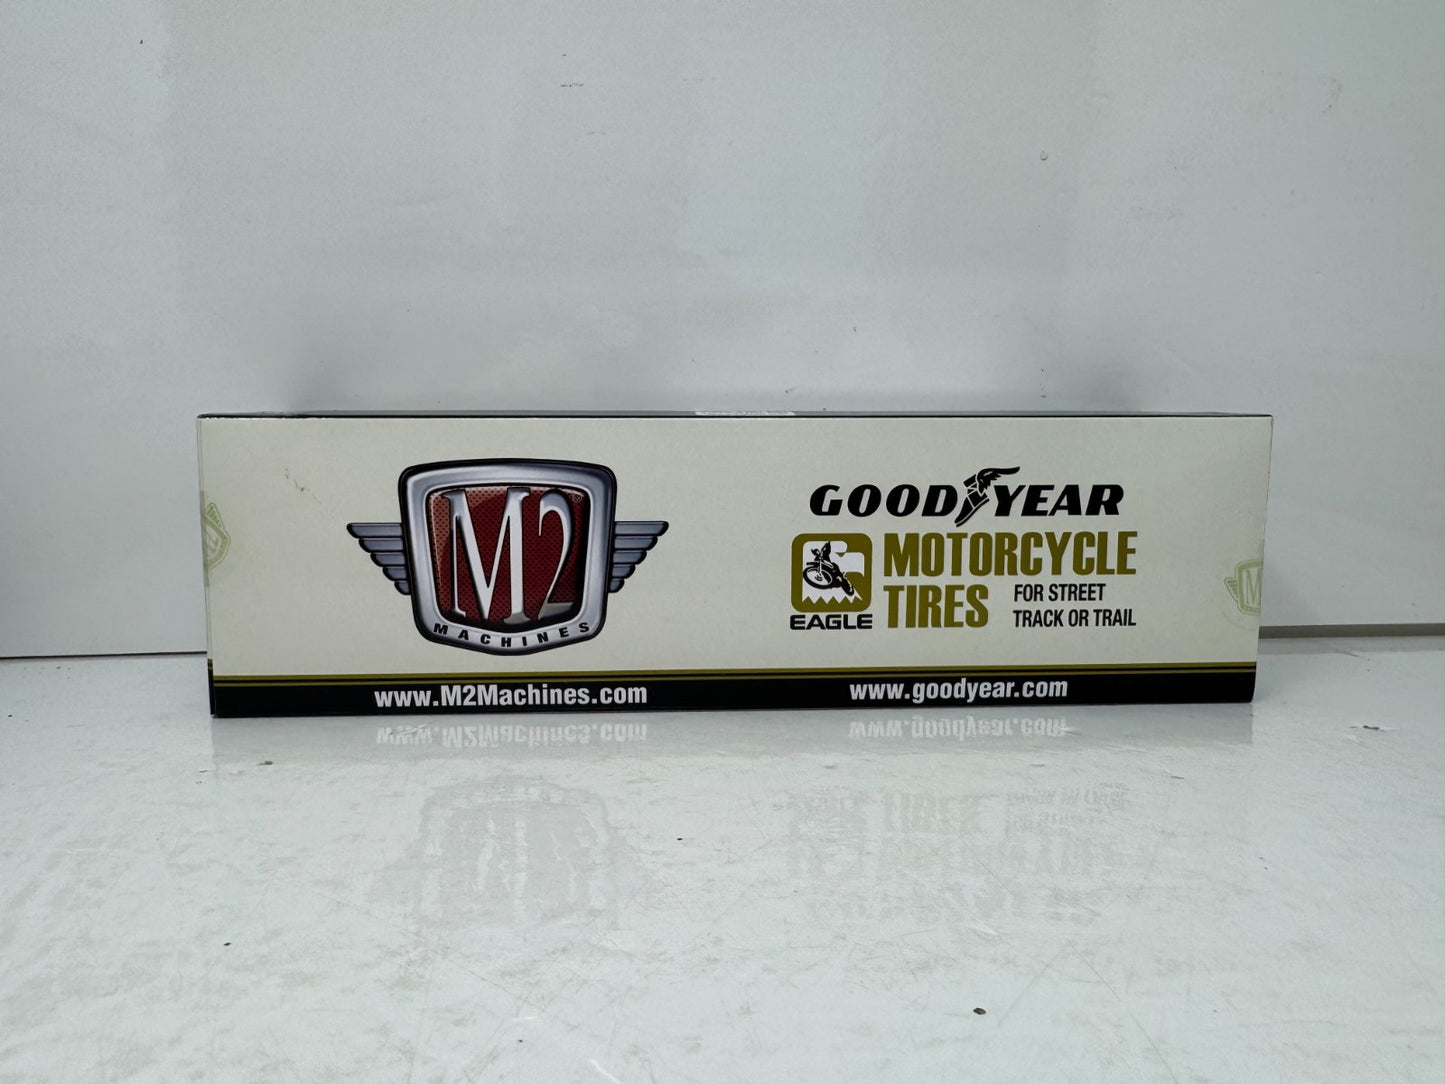 M2
MACHINES
www.M2Machines.com
GOODYEAR
EAGLE
MOTORCYCLE
TIRES
FOR STREET
TRACK OR TRAIL
www.goodyear.com